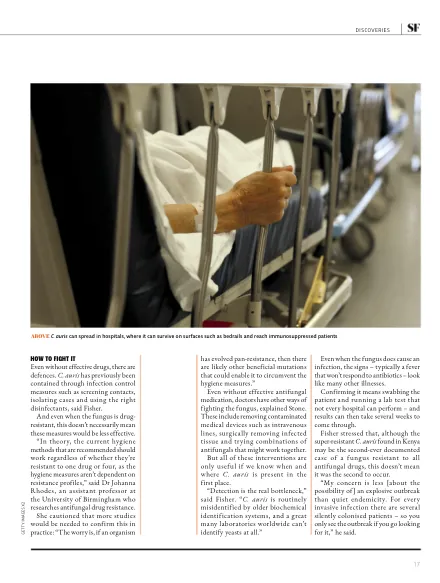 DISCOVERIES
SF
ABOVE C. auris can spread in hospitals, where it can survive on surfaces such as bedrails and reach immunosuppressed patients
HOW TO FIGHT IT
Even without effective drugs, there are
defences. C. auris has previously been
contained through infection control
measures such as screening contacts,
isolating cases and using the right
disinfectants, said Fisher.
And even when the fungus is drug-
resistant, this doesn't necessarily mean
these measures would be less effective.
"In theory, the current hygiene
methods that are recommended should
work regardless of whether they're
resistant to one drug or four, as the
hygiene measures aren't dependent on
resistance profiles," said Dr Johanna
Rhodes, an assistant professor at
the University of Birmingham who
researches antifungal drug resistance.
She cautioned that more studies
would be needed to confirm this in
practice: "The worry is, if an organism
has evolved pan-resistance, then there
are likely other beneficial mutations
that could enable it to circumvent the
hygiene measures."
Even without effective antifungal
medication, doctors have other ways of
fighting the fungus, explained Stone.
These include removing contaminated
medical devices such as intravenous
lines, surgically removing infected
tissue and trying combinations of
antifungals that might work together.
But all of these interventions are
only useful if we know when and
where C. auris is present in the
first place.
"Detection is the real bottleneck,"
said Fisher. "C. auris is routinely
misidentified by older biochemical
identification systems, and a great
many laboratories worldwide can't
identify yeasts at all."
Even when the fungus does cause an
infection, the signs – typically a fever
that won't respond to antibiotics – look
like many other illnesses.
Confirming it means swabbing the
patient and running a lab test that
not every hospital can perform – and
results can then take several weeks to
come through.
Fisher stressed that, although the
super-resistant C. auris found in Kenya
may be the second-ever documented
case of a fungus resistant to all
antifungal drugs, this doesn't mean
it was the second to occur.
"My concern is less [about the
possibility of] an explosive outbreak
than quiet endemicity. For every
invasive infection there are several
silently colonised patients – so you
only see the outbreak if you go looking
for it," he said.
GETTY IMAGES X2
17